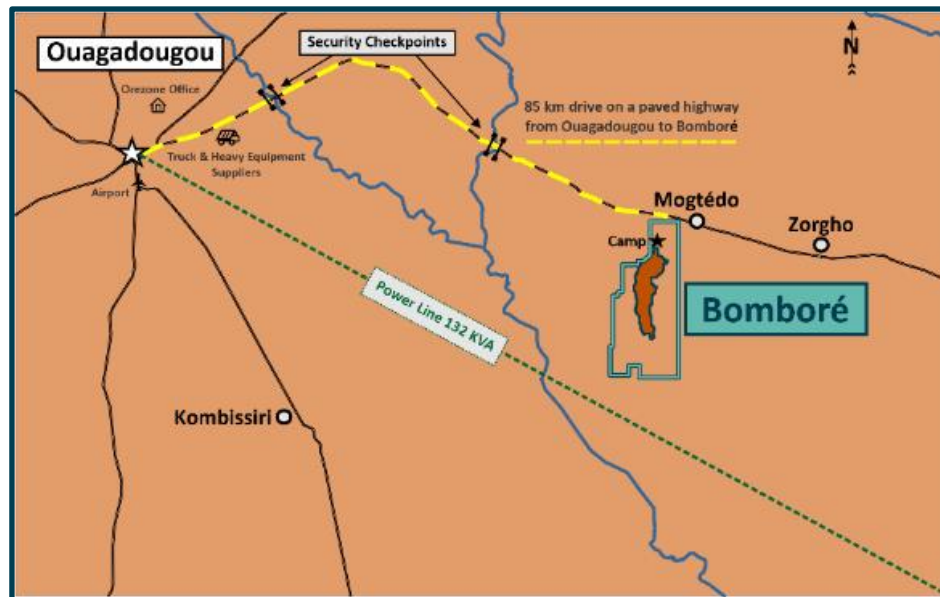 Ouagadougou
Security Checkpoints
N
Orezone Office
85 km drive on a paved highway
from Ouagadougou to Bomboré
Truck & Heavy Equipment
Suppliers
Airport
Mogtédo
Zorgho
Camp
Bomboré
Power Line 132 KVA
Kombissiri